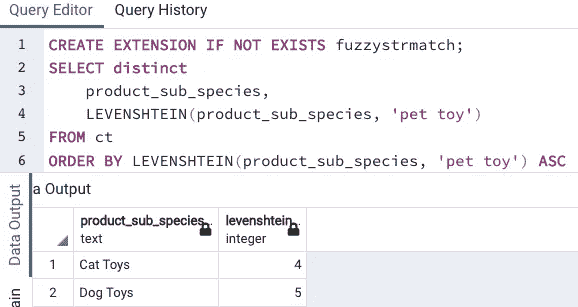 Query Editor Query History
1 CREATE EXTENSION IF NOT EXISTS fuzzystrmatch;
2 SELECT distinct
3 product_sub_species,
4 LEVENSHTEIN(product_sub_species, 'pet toy')
5 FROM ct
6 ORDER BY LEVENSHTEIN(product_sub_species, 'pet toy') ASC
a Output
Data Output
ain
product_sub_species.. levenshtein..
text integer
1 Cat Toys 4
2 Dog Toys 5